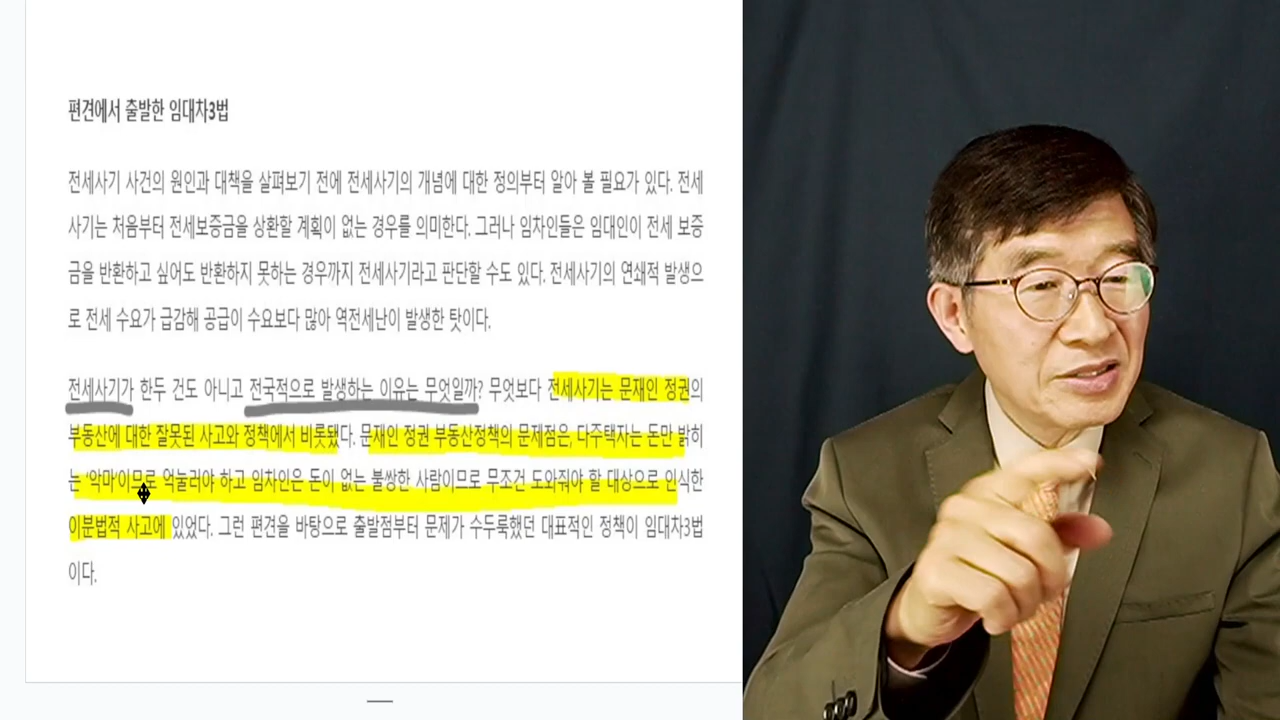 편견에서 출발한 임대차3법
전세사기 사건의 원인과 대책을 살펴보기 전에 전세사기의 개념에 대한 정의부터 알아 볼 필요가 있다. 전세
사기는 처음부터 전세보증금을 상환할 계획이 없는 경우를 의미한다. 그러나 임차인들은 임대인이 전세 보증
금을 반환하고 싶어도 반환하지 못하는 경우까지 전세사기라고 판단할 수도 있다. 전세사기의 연쇄적 발생으
로 전세 수요가 급감해 공급이 수요보다 많아 역전세난이 발생한 탓이다.
전세사기가 한두 건도 아니고 전국적으로 발생하는 이유는 무엇일까? 무엇보다 전세사기는 문재인 정권의
부동산에 대한 잘못된 사고와 정책에서 비롯됐다. 문재인 정권 부동산정책의 문제점은, 다주택자는 돈만 밝히
는 '악마'이므로 억눌러야 하고 임차인은 돈이 없는 불쌍한 사람이므로 무조건 도와줘야 할 대상으로 인식한
이분법적 사고에 있었다. 그런 편견을 바탕으로 출발점부터 문제가 수두룩했던 대표적인 정책이 임대차3법
이다.